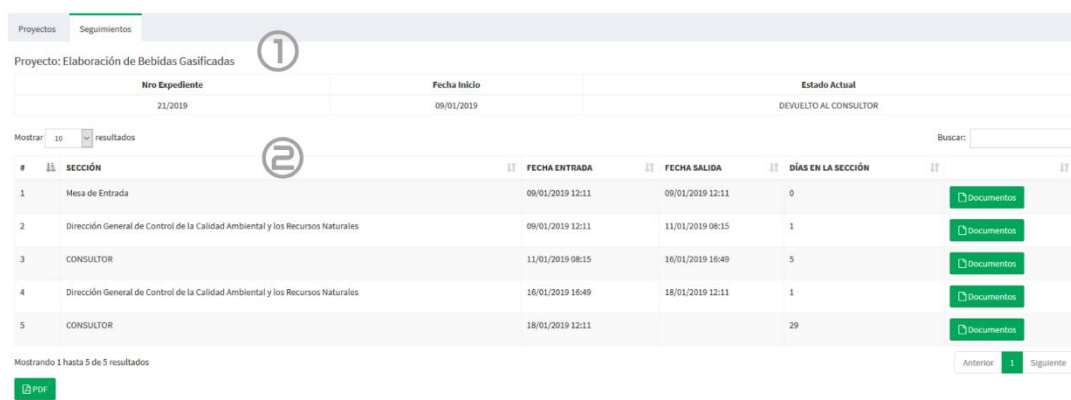 Proyectos Seguimientos
①
Proyecto: Elaboración de Bebidas Gasificadas
Nro Expediente Fecha Inicio Estado Actual
21/2019 09/01/2019 DEVUELTO AL CONSULTOR
Mostrar 10 resultados Buscar:
②
# SECCIÓN FECHA ENTRADA FECHA SALIDA DÍAS EN LA SECCIÓN
1 Mesa de Entrada 09/01/2019 12:11 09/01/2019 12:11 0 Documentos
2 Dirección General de Control de la Calidad Ambiental y los Recursos Naturales 09/01/2019 12:11 11/01/2019 08:15 1 Documentos
3 CONSULTOR 11/01/2019 08:15 16/01/2019 16:49 5 Documentos
4 Dirección General de Control de la Calidad Ambiental y los Recursos Naturales 16/01/2019 16:49 18/01/2019 12:11 1 Documentos
5 CONSULTOR 18/01/2019 12:11 29 Documentos
Mostrando 1 hasta 5 de 5 resultados Anterior 1 Siguiente
PDF